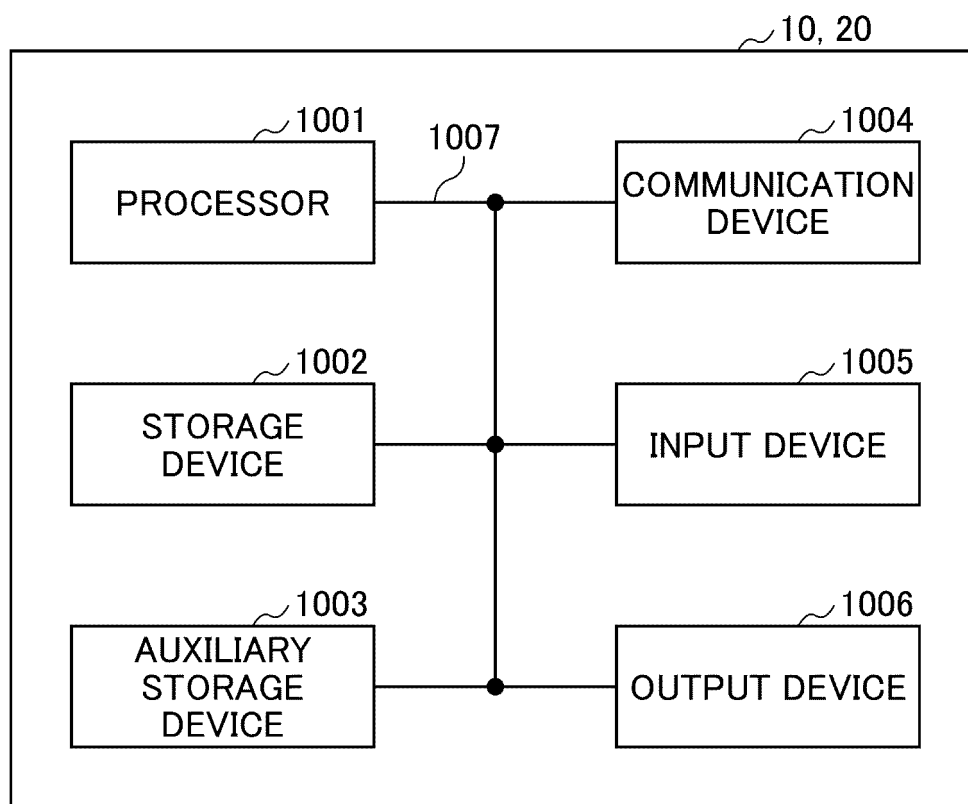 10, 20
1001
1007
1004
PROCESSOR
COMMUNICATION
DEVICE
1002
1005
STORAGE
DEVICE
INPUT DEVICE
1003
1006
AUXILIARY
STORAGE
DEVICE
OUTPUT DEVICE